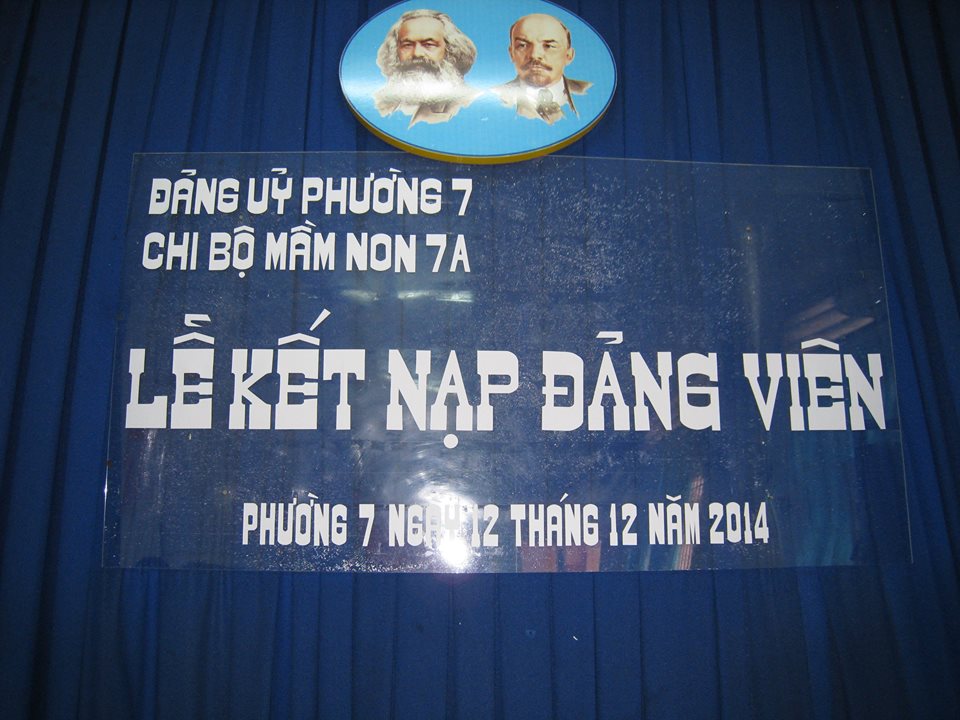 ĐẢNG UỶ PHƯỜNG 7
CHI BỘ MẦM NON 7A
LỄ KẾT NẠP ĐẢNG VIÊN
PHƯỜNG 7 NGÀY 12 THÁNG 12 NĂM 2014